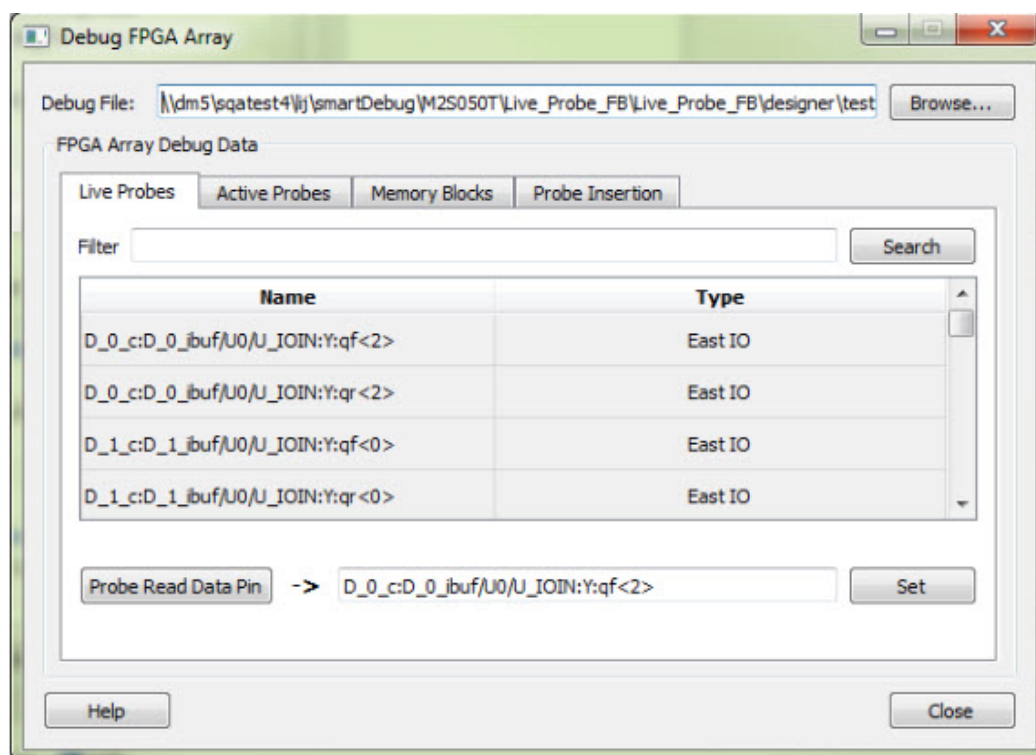 Debug FPGA Array
Debug File: \\dm5\sqatest4\lij\smartDebug\M2S050T\Live_Probe_FB\Live_Probe_FB\designer\test Browse...
FPGA Array Debug Data
Live Probes Active Probes Memory Blocks Probe Insertion
Filter Search
Name Type
D_0_c:D_0_ibuf/U0/U_IOIN:Y:qf<2> East IO
D_0_c:D_0_ibuf/U0/U_IOIN:Y:qr<2> East IO
D_1_c:D_1_ibuf/U0/U_IOIN:Y:qf<0> East IO
D_1_c:D_1_ibuf/U0/U_IOIN:Y:qr<0> East IO
Probe Read Data Pin -> D_0_c:D_0_ibuf/U0/U_IOIN:Y:qf<2> Set
Help Close